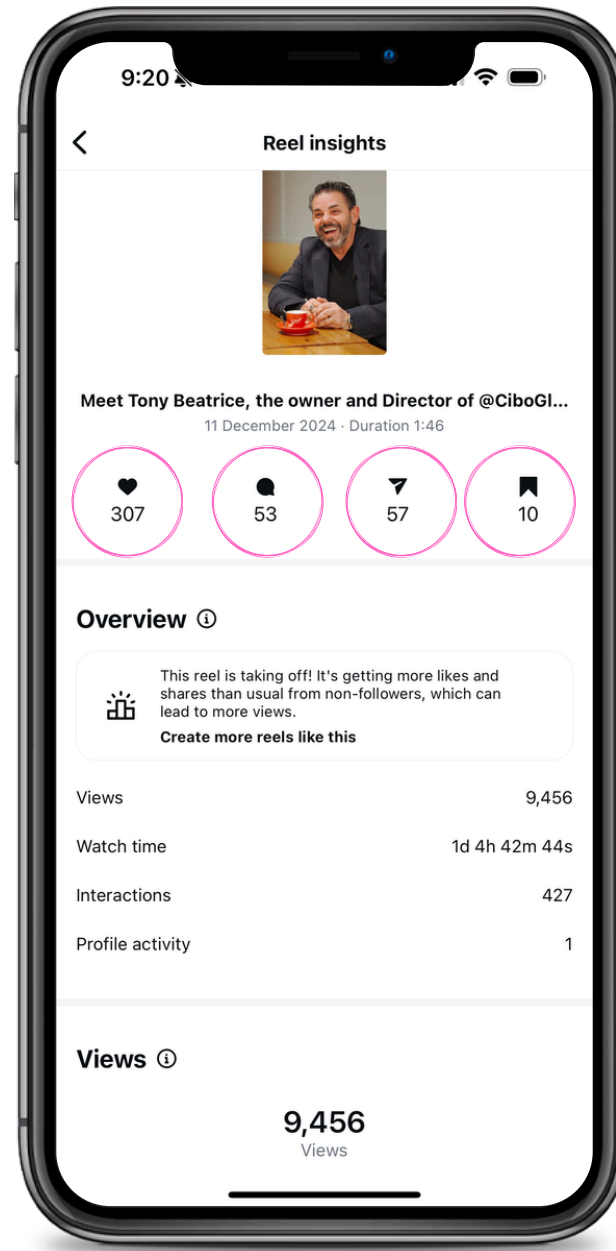 9:20
Reel insights
Meet Tony Beatrice, the owner and Director of @CiboGl...
11 December 2024 · Duration 1:46
307 53 57 10
Overview
This reel is taking off! It's getting more likes and
shares than usual from non-followers, which can
lead to more views.
Create more reels like this
Views 9,456
Watch time 1d 4h 42m 44s
Interactions 427
Profile activity 1
Views
9,456
Views